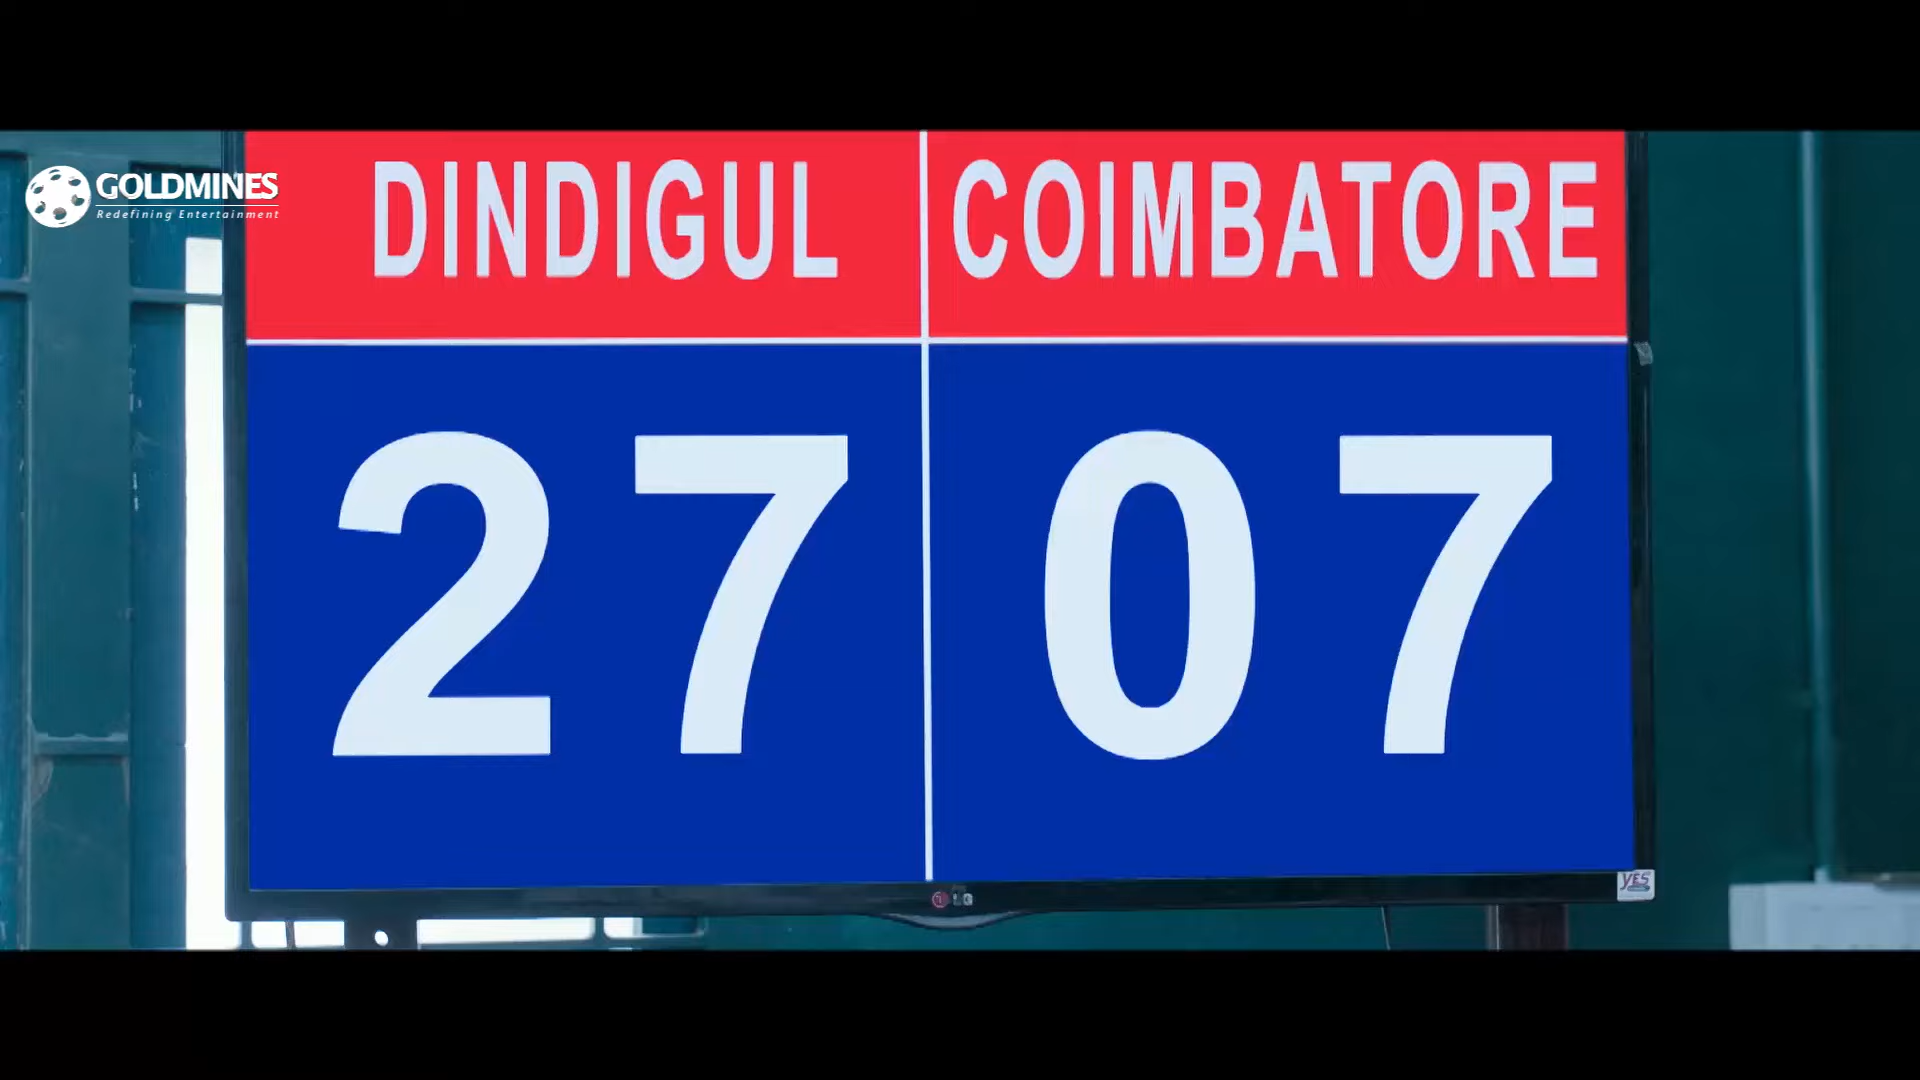 GOLDMINES
Redefining Entertainment
DINDIGUL COIMBATORE
27 07
LG
YES